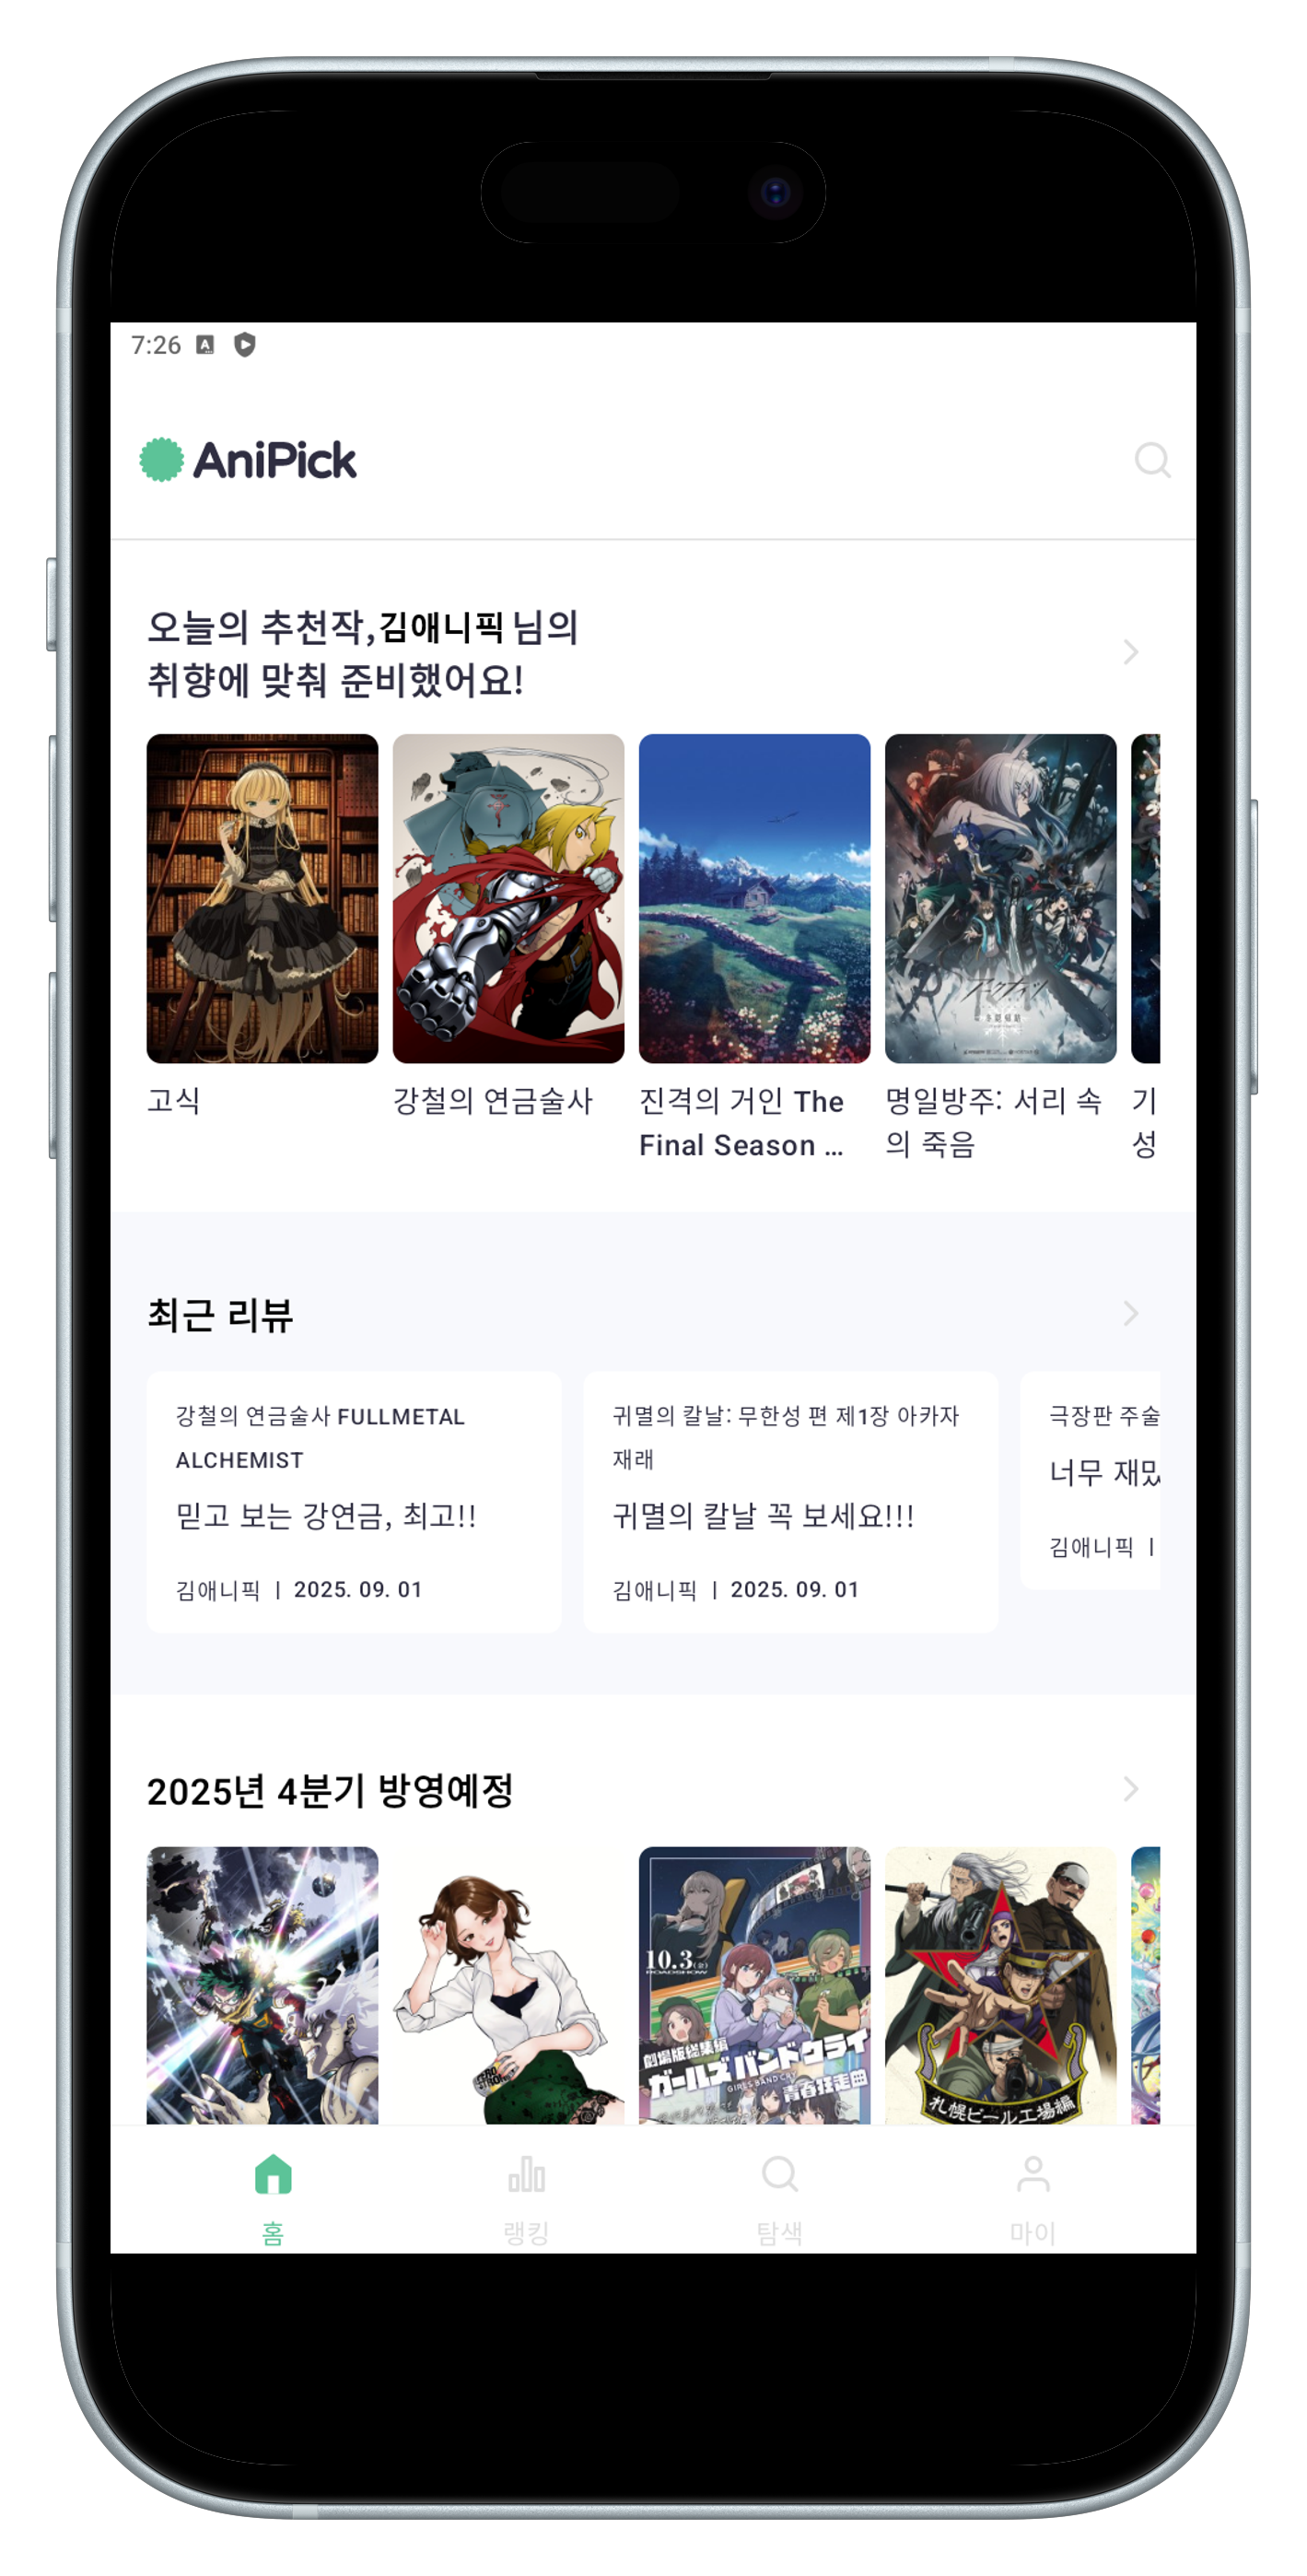 7:26
AniPick
오늘의 추천작,김애니픽 님의
취향에 맞춰 준비했어요!
고식
강철의 연금술사
진격의 거인 The
Final Season ...
명일방주: 서리 속
의 죽음
기
성
최근 리뷰
강철의 연금술사 FULLMETAL
ALCHEMIST
믿고 보는 강연금, 최고!!
김애니픽 | 2025. 09. 01
귀멸의 칼날: 무한성 편 제1장 아카자
재래
귀멸의 칼날 꼭 보세요!!!
김애니픽 | 2025. 09. 01
극장판 주술
너무 재밌
김애니픽 |
2025년 4분기 방영예정
10.3(金)
ROADSHOW
劇場版総集編
ガールズバンドクライ
GIRLS BAND CRY
青春狂走曲
札幌ビール工場編
홈
랭킹
탐색
마이